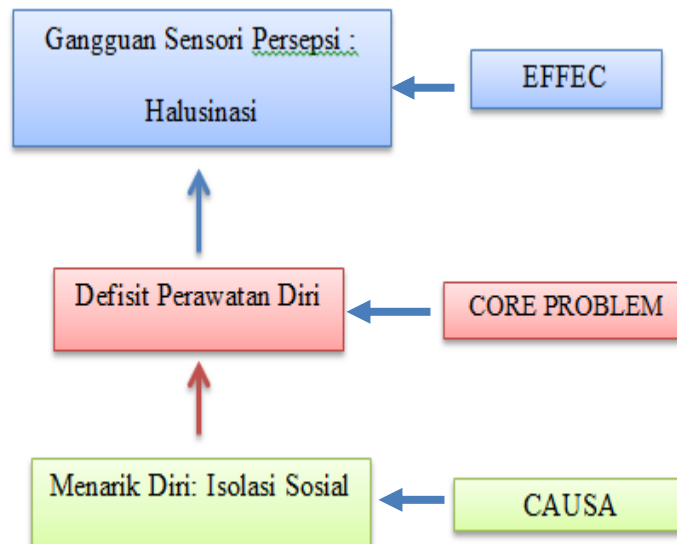 Gangguan Sensori Persepsi :
Halusinasi
EFFEC
Defisit Perawatan Diri
CORE PROBLEM
Menarik Diri: Isolasi Sosial
CAUSA